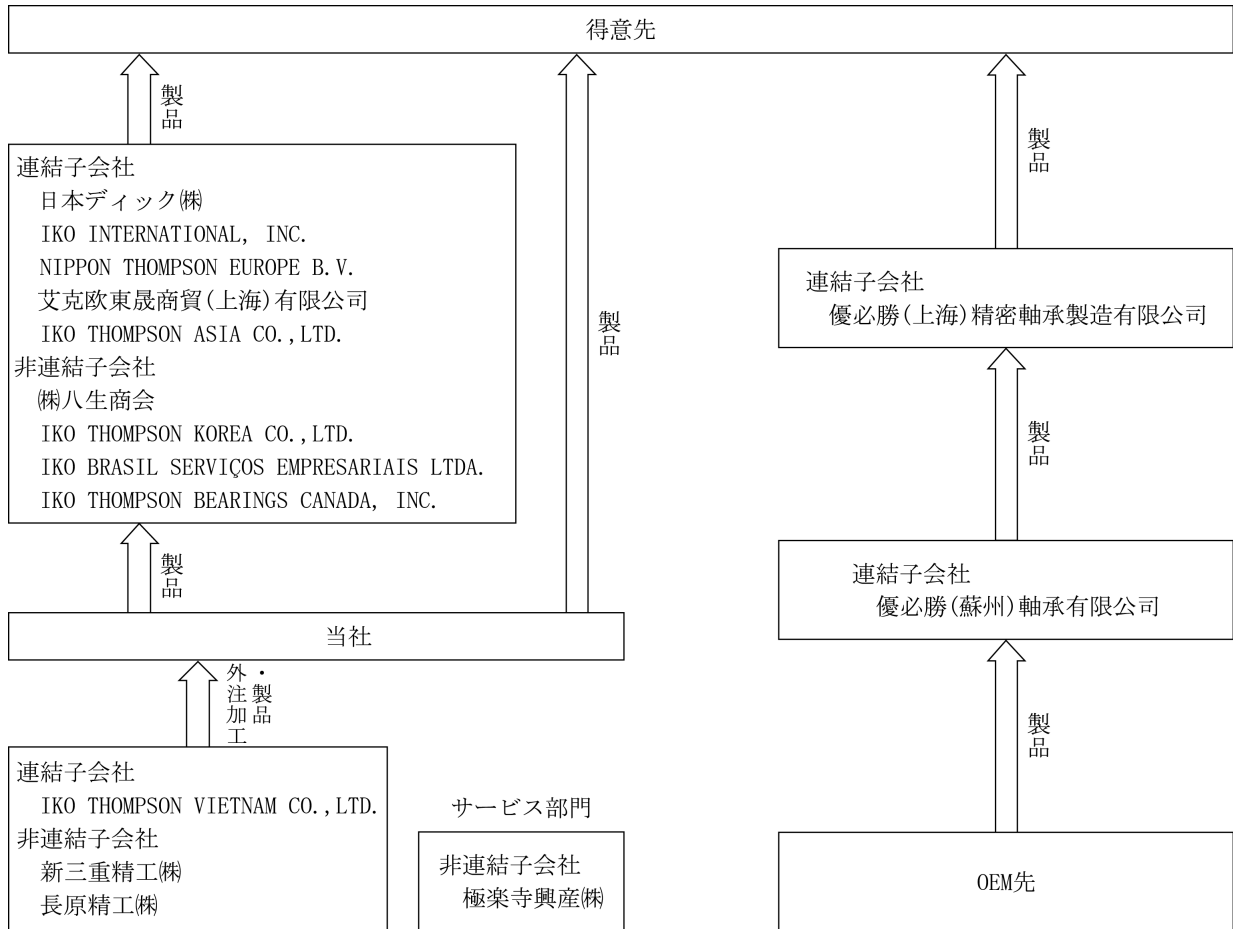 得意先
製品
連結子会社
日本ディック㈱
IKO INTERNATIONAL, INC.
NIPPON THOMPSON EUROPE B.V.
艾克欧東晟商貿(上海)有限公司
IKO THOMPSON ASIA CO.,LTD.
非連結子会社
㈱八生商会
IKO THOMPSON KOREA CO.,LTD.
IKO BRASIL SERVIÇOS EMPRESARIAIS LTDA.
IKO THOMPSON BEARINGS CANADA, INC.
製品
当社
製品
・製品
外注加工
連結子会社
IKO THOMPSON VIETNAM CO.,LTD.
非連結子会社
新三重精工㈱
長原精工㈱
サービス部門
非連結子会社
極楽寺興産㈱
製品
連結子会社
優必勝(上海)精密軸承製造有限公司
製品
連結子会社
優必勝(蘇州)軸承有限公司
製品
OEM先